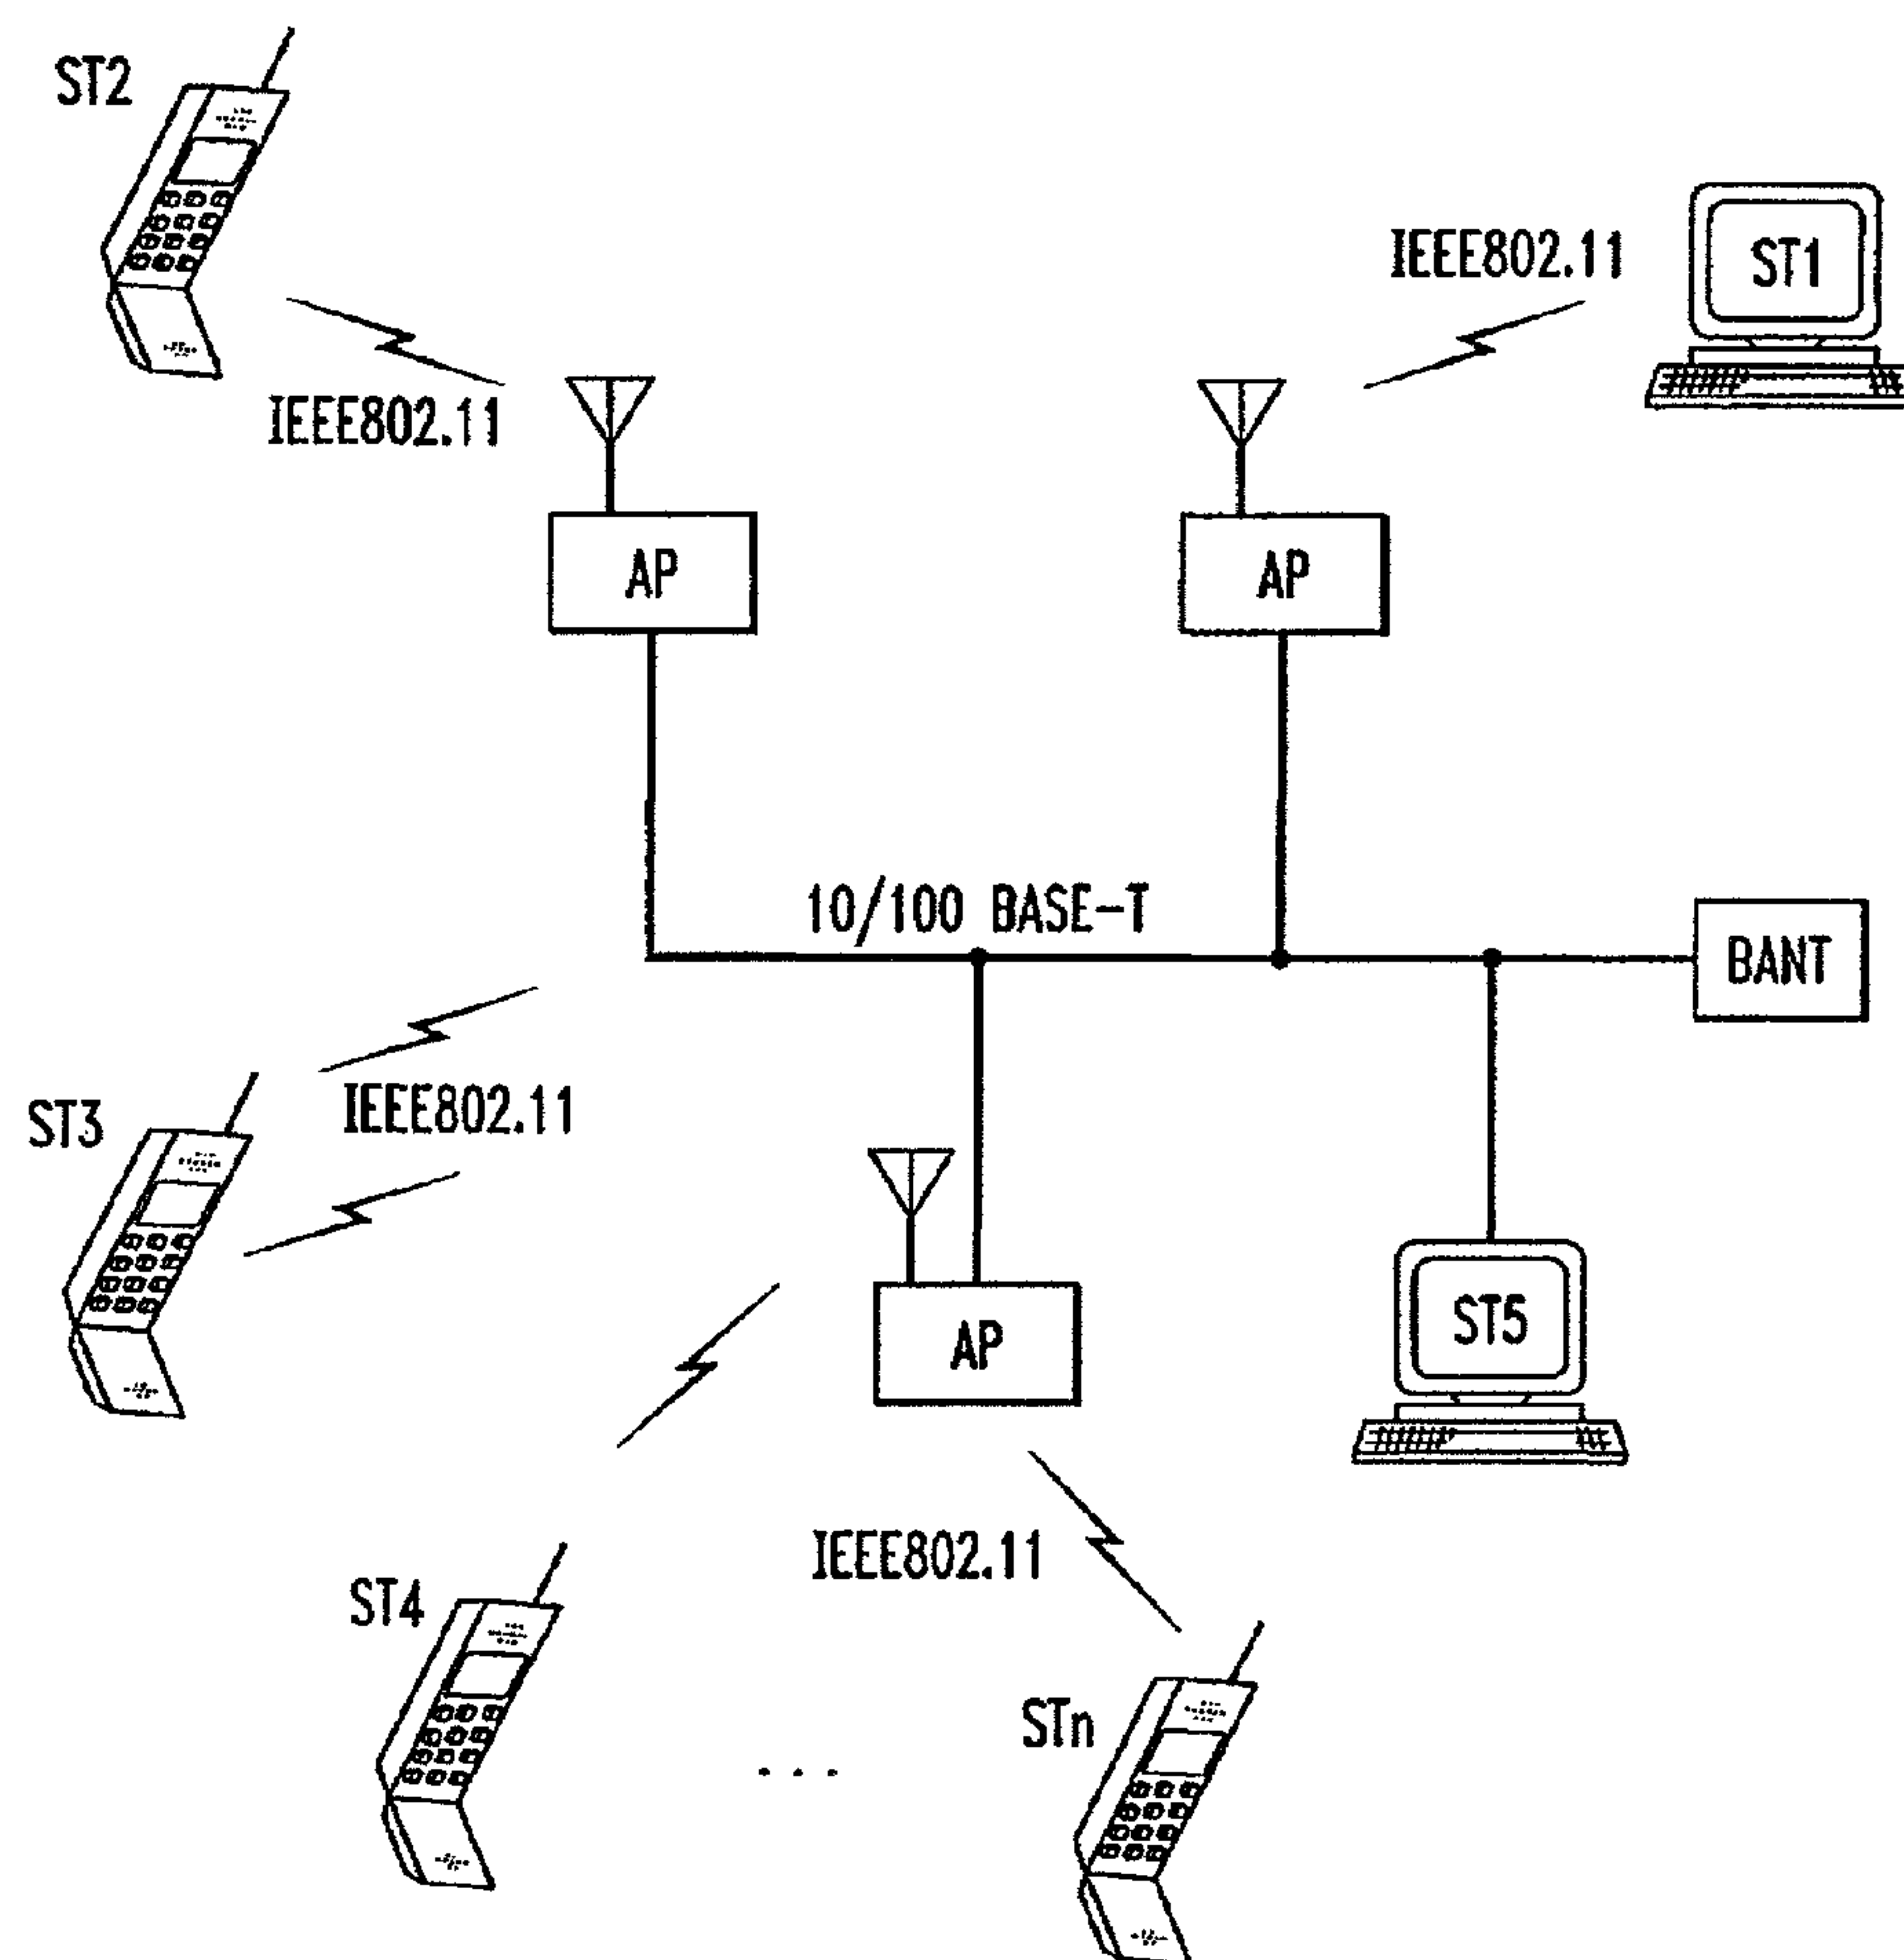 ST2
IEEE802.11
ST1
IEEE802.11
AP
AP
10/100 BASE-T
BANT
ST3
IEEE802.11
AP
ST5
IEEE802.11
ST4
...
STn